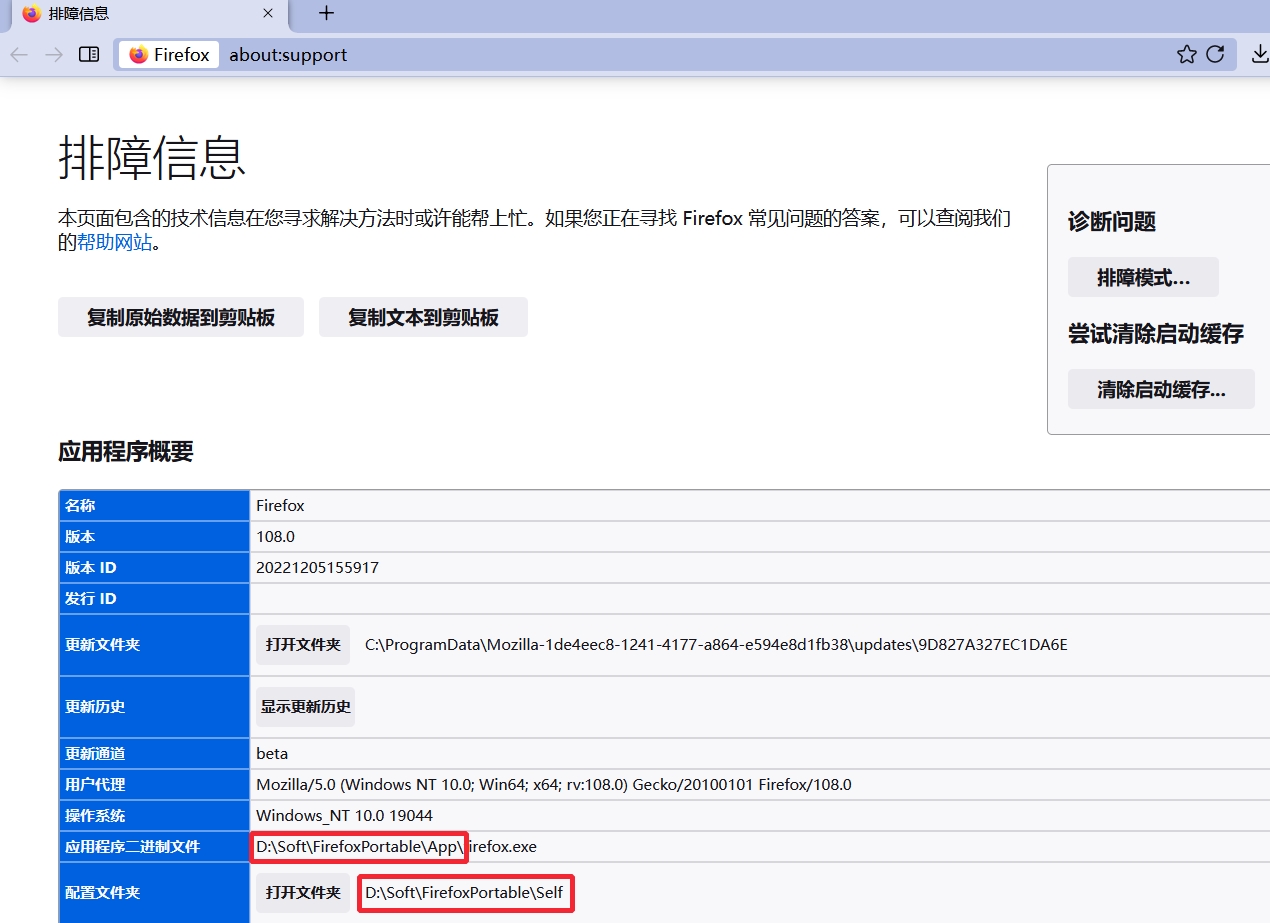 排障信息
Firefox about:support
排障信息
本页面包含的技术信息在您寻求解决方法时或许能帮上忙。如果您正在寻找 Firefox 常见问题的答案，可以查阅我们
的帮助网站。
复制原始数据到剪贴板 复制文本到剪贴板
诊断问题
排障模式...
尝试清除启动缓存
清除启动缓存...
应用程序概要
名称 Firefox
版本 108.0
版本 ID 20221205155917
发行 ID
更新文件夹 打开文件夹 C:\ProgramData\Mozilla-1de4eec8-1241-4177-a864-e594e8d1fb38\updates\9D827A327EC1DA6E
更新历史 显示更新历史
更新通道 beta
用户代理 Mozilla/5.0 (Windows NT 10.0; Win64; x64; rv:108.0) Gecko/20100101 Firefox/108.0
操作系统 Windows_NT 10.0 19044
应用程序二进制文件 D:\Soft\FirefoxPortable\App\firefox.exe
配置文件夹 打开文件夹 D:\Soft\FirefoxPortable\Self